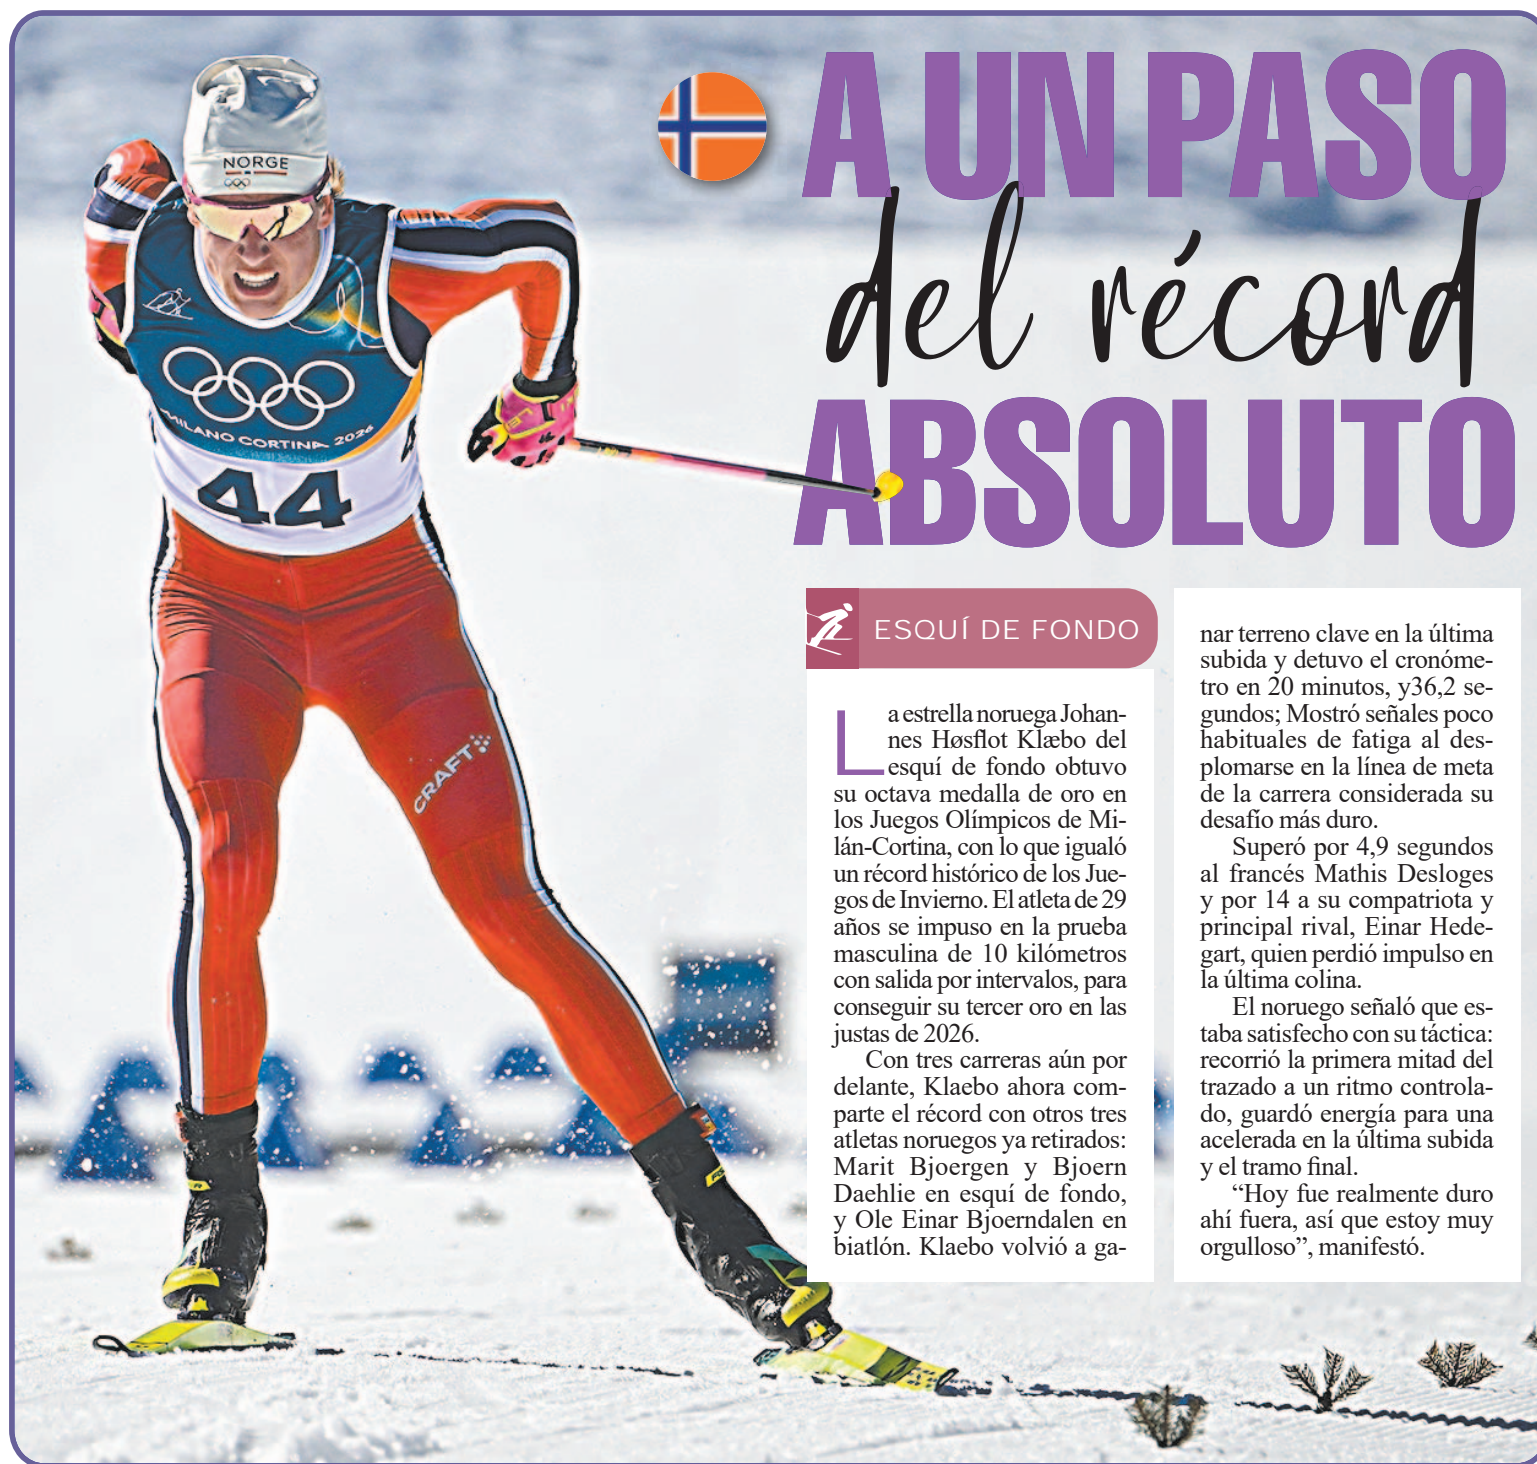 A UN PASO
del récord
ABSOLUTO
NORGE
MILANO CORTINA 2026
44
CRAFT
ESQUÍ DE FONDO
La estrella noruega Johan-
nes Høsflot Klæbo del
esquí de fondo obtuvo
su octava medalla de oro en
los Juegos Olímpicos de Mi-
lán-Cortina, con lo que igualó
un récord histórico de los Jue-
gos de Invierno. El atleta de 29
años se impuso en la prueba
masculina de 10 kilómetros
con salida por intervalos, para
conseguir su tercer oro en las
justas de 2026.
Con tres carreras aún por
delante, Klaebo ahora com-
parte el récord con otros tres
atletas noruegos ya retirados:
Marit Bjoergen y Bjoern
Daehlie en esquí de fondo,
y Ole Einar Bjoerndalen en
biatlón. Klaebo volvió a ga-
nar terreno clave en la última
subida y detuvo el cronóme-
tro en 20 minutos, y36,2 se-
gundos; Mostró señales poco
habituales de fatiga al des-
plomarse en la línea de meta
de la carrera considerada su
desafío más duro.
Superó por 4,9 segundos
al francés Mathis Desloges
y por 14 a su compatriota y
principal rival, Einar Hede-
gart, quien perdió impulso en
la última colina.
El noruego señaló que es-
taba satisfecho con su táctica:
recorrió la primera mitad del
trazado a un ritmo controla-
do, guardó energía para una
acelerada en la última subida
y el tramo final.
“Hoy fue realmente duro
ahí fuera, así que estoy muy
orgulloso”, manifestó.